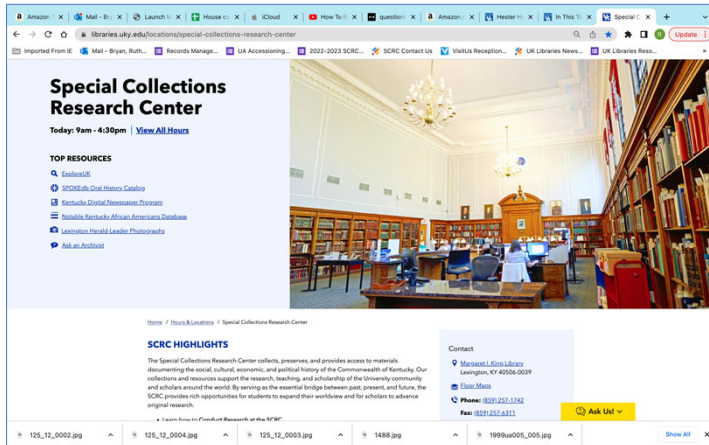 Amazon
Mail - Bry
Launch
House
iCloud
How To
question
Amazon
Hester H
In This T
Special C
libraries.uky.edu/locations/special-collections-research-center
Update
Imported From IE
Mail - Bryan, Ruth...
Records Manage...
UA Accessioning...
2022-2023 SCRC...
SCRC Contact Us
VisitUs Reception...
UK Libraries News...
UK Libraries Reso...
Special Collections
Research Center
Today: 9am - 4:30pm | View All Hours
TOP RESOURCES
ExploreUK
SPOKEdb Oral History Catalog
Kentucky Digital Newspaper Program
Notable Kentucky African Americans Database
Lexington Herald-Leader Photographs
Ask an Archivist
Home / Hours & Locations / Special Collections Research Center
SCRC HIGHLIGHTS
The Special Collections Research Center collects, preserves, and provides access to materials
documenting the social, cultural, economic, and political history of the Commonwealth of Kentucky. Our
collections and resources support the research, teaching, and scholarship of the University community
and scholars around the world. By serving as the essential bridge between past, present, and future, the
SCRC provides rich opportunities for students to expand their worldview and for scholars to advance
original research.
Learn how to Conduct Research at the SCRC
Contact
Margaret I. King Library
Lexington, KY 40506-0039
Floor Maps
Phone: (859) 257-1742
Fax: (859) 257-6311
Ask Us!
125_12_0002.jpg
125_12_0004.jpg
125_12_0003.jpg
1488.jpg
1999ua005_005.jpg
Show All